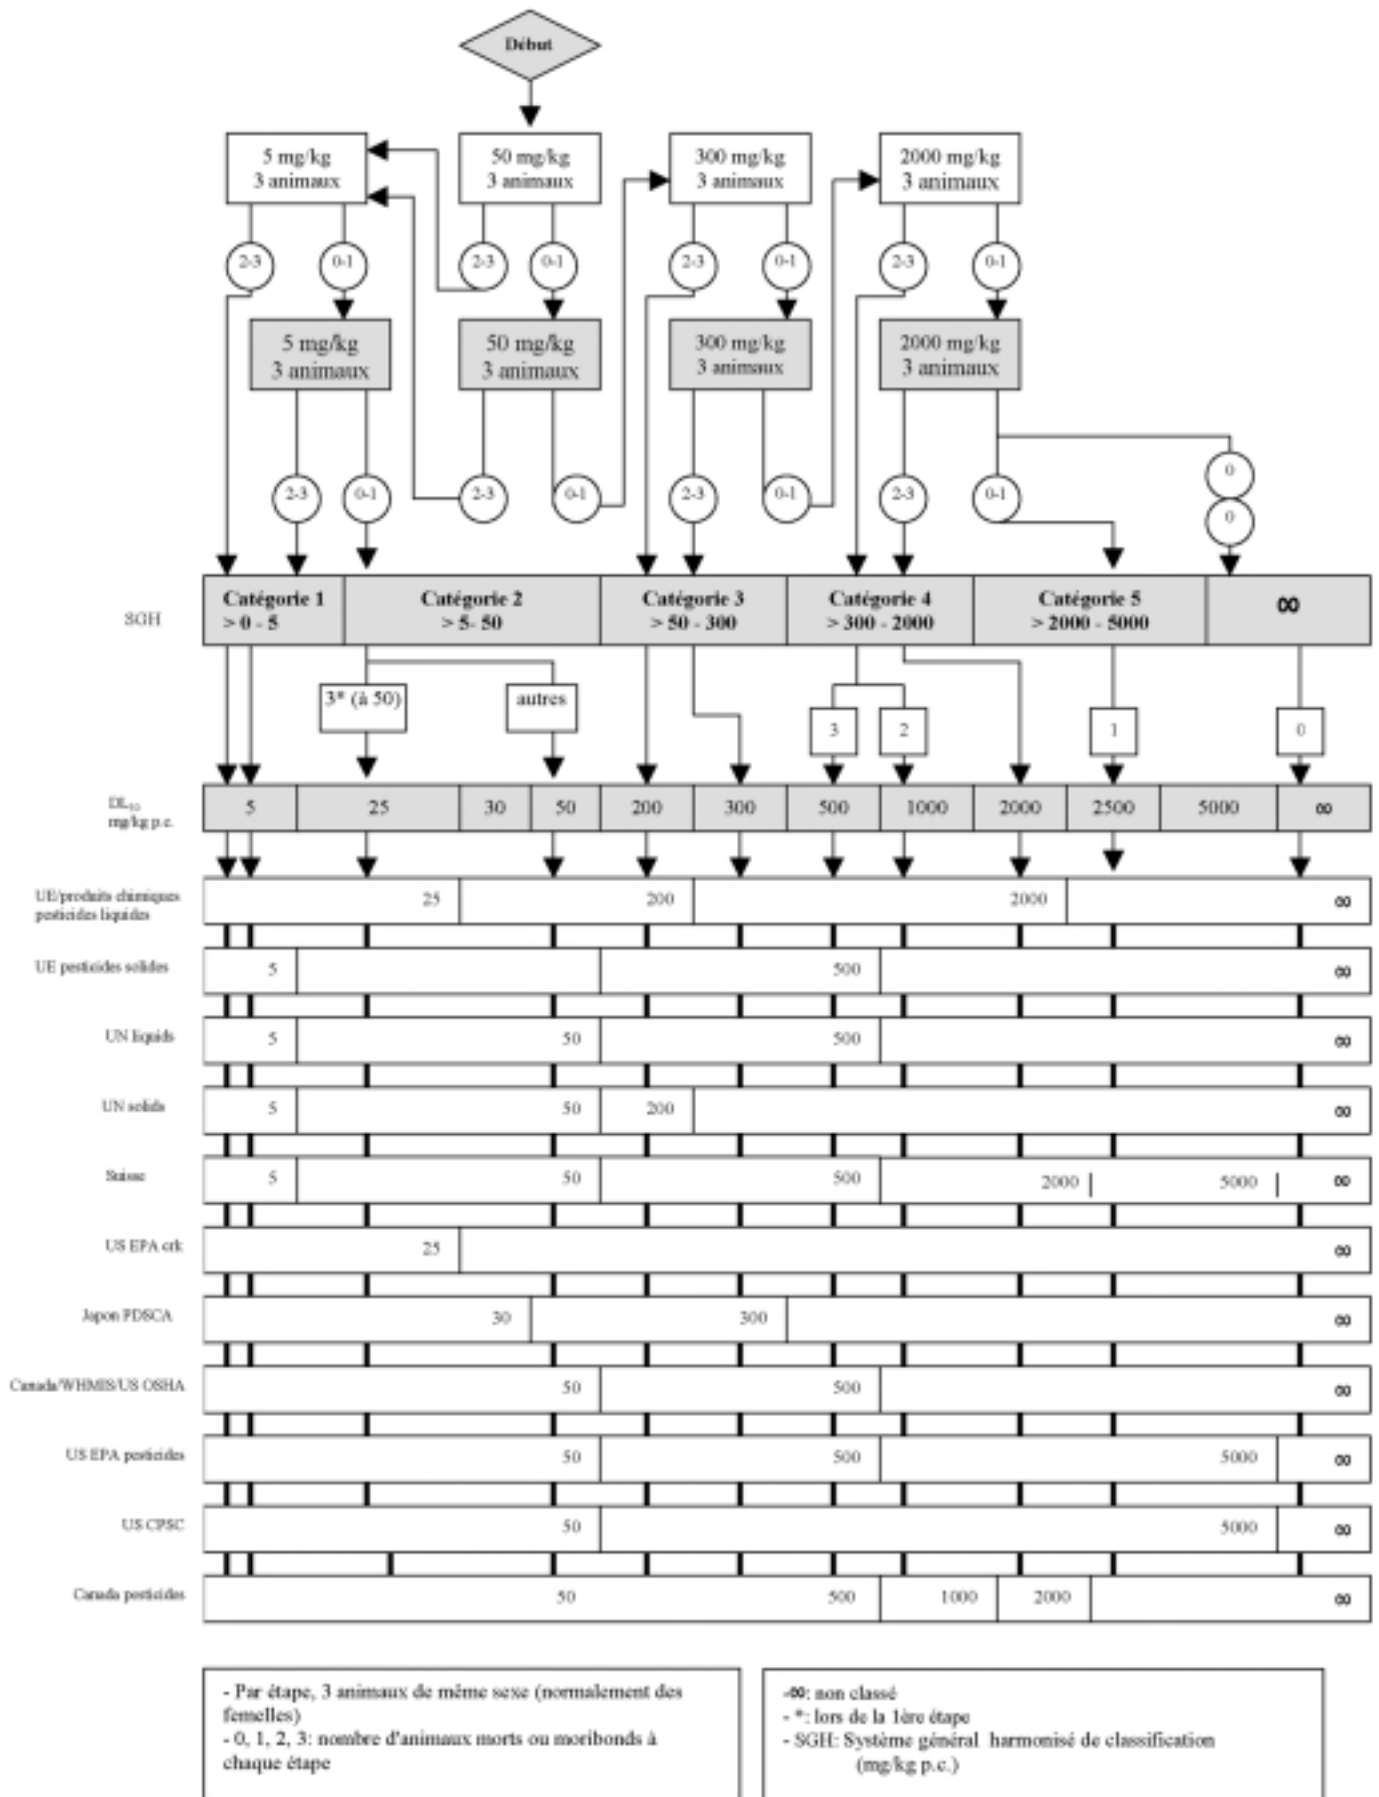 Début
5 mg/kg
3 animaux
50 mg/kg
3 animaux
300 mg/kg
3 animaux
2000 mg/kg
3 animaux
2-3 0-1 2-3 0-1 2-3 0-1 2-3 0-1
5 mg/kg
3 animaux
50 mg/kg
3 animaux
300 mg/kg
3 animaux
2000 mg/kg
3 animaux
0
2-3 0-1 2-3 0-1 2-3 0-1 2-3 0-1
0
SGH
Catégorie 1
> 0 - 5
Catégorie 2
> 5- 50
Catégorie 3
> 50 - 300
Catégorie 4
> 300 - 2000
Catégorie 5
> 2000 - 5000
∞
3* (à 50)
autres
3 2 1 0
DL50
mg/kg p.c.
5 25 30 50 200 300 500 1000 2000 2500 5000 ∞
UE/produits chimiques
pesticides liquides
25 200 2000 ∞
UE pesticides solides
5 500 ∞
UN liquids
5 50 500 ∞
UN solids
5 50 200 ∞
Suisse
5 50 500 2000 5000 ∞
US EPA crk
25 ∞
Japon PDSCA
30 300 ∞
Canada/WHMIS/US OSHA
50 500 ∞
US EPA pesticides
50 500 5000 ∞
US CPSC
50 5000 ∞
Canada pesticides
50 500 1000 2000 ∞
- Par étape, 3 animaux de même sexe (normalement des
femelles)
- 0, 1, 2, 3: nombre d'animaux morts ou moribonds à
chaque étape
-∞: non classé
- *: lors de la 1ère étape
- SGH: Système général harmonisé de classification
(mg/kg p.c.)